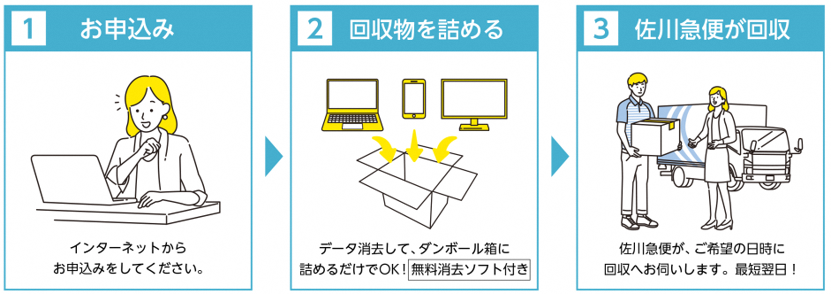 1 お申込み
インターネットから
お申込みをしてください。
2 回収物を詰める
データ消去して、ダンボール箱に
詰めるだけでOK！ 無料消去ソフト付き
3 佐川急便が回収
佐川急便が、ご希望の日時に
回収へお伺いします。最短翌日！